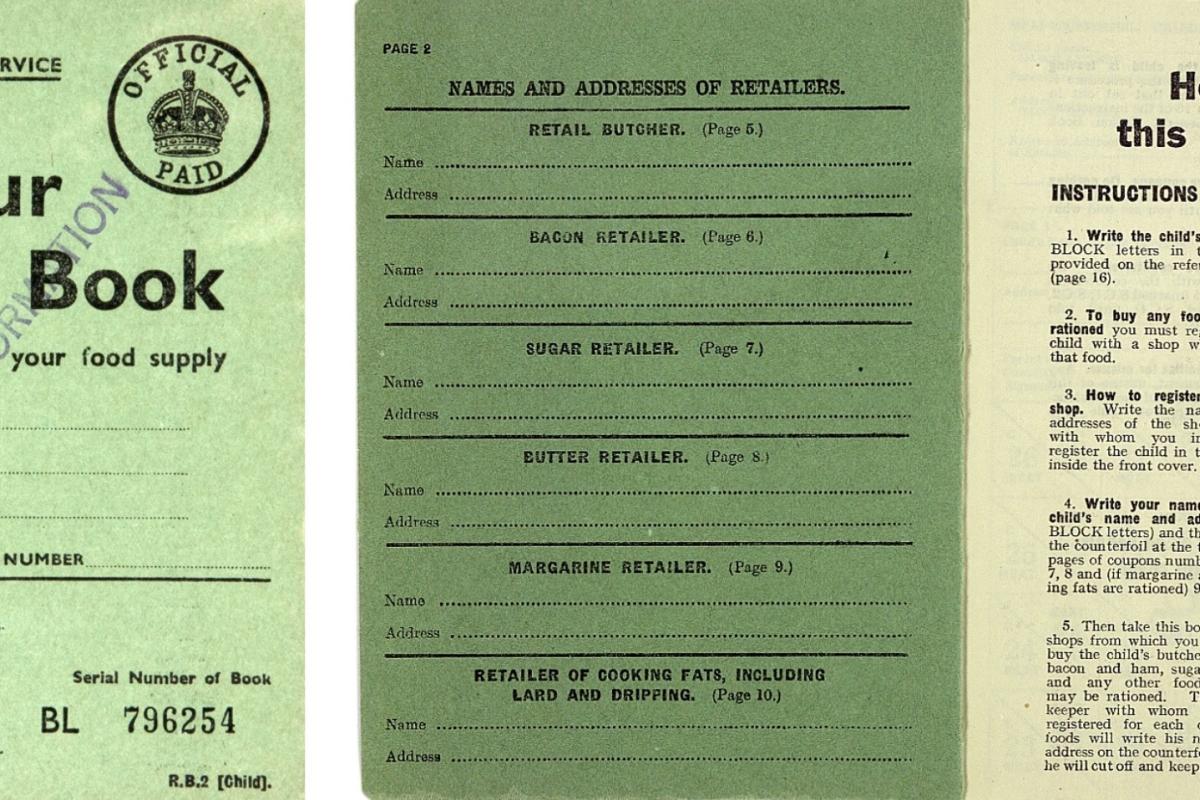 RVICE
OFFICIAL
PAID
ur
Book
ORMATION
your food supply
NUMBER
Serial Number of Book
BL 796254
R.B.2 [Child].
PAGE 2
NAMES AND ADDRESSES OF RETAILERS.
RETAIL BUTCHER. (Page 5.)
Name
Address
BACON RETAILER. (Page 6.)
Name
Address
SUGAR RETAILER. (Page 7.)
Name
Address
BUTTER RETAILER. (Page 8.)
Name
Address
MARGARINE RETAILER. (Page 9.)
Name
Address
RETAILER OF COOKING FATS, INCLUDING
LARD AND DRIPPING. (Page 10.)
Name
Address
H
this
INSTRUCTIONS
1. Write the child's
BLOCK letters in t
provided on the refer
(page 16).
2. To buy any foo
rationed you must re
child with a shop w
that food.
3. How to register
shop. Write the na
addresses of the sh
with whom you in
register the child in t
inside the front cover.
4. Write your name
child's name and ad
BLOCK letters) and th
the counterfoil at the t
pages of coupons numb
7, 8 and (if margarine a
ing fats are rationed) 9
5. Then take this bo
shops from which you
buy the child's butche
bacon and ham, suga
and any other food
may be rationed. T
keeper with whom
registered for each o
foods will write his n
address on the counterfo
he will cut off and keep